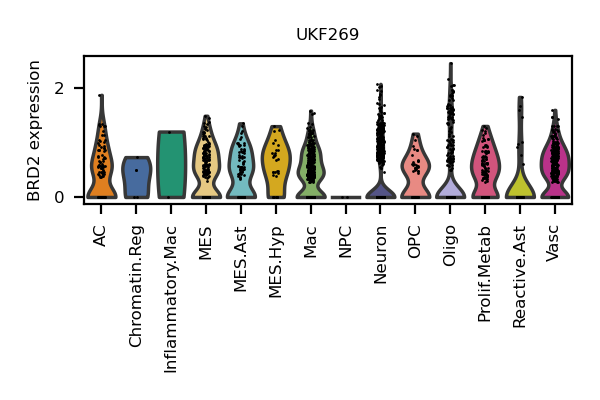 UKF269
BRD2 expression
2
0
AC
Chromatin.Reg
Inflammatory.Mac
MES
MES.Ast
MES.Hyp
Mac
NPC
Neuron
OPC
Oligo
Prolif.Metab
Reactive.Ast
Vasc